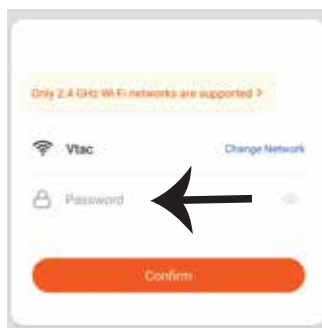 Only 2.4 GHz Wi-Fi networks are supported >
Vtac Change Network
Password
Confirm